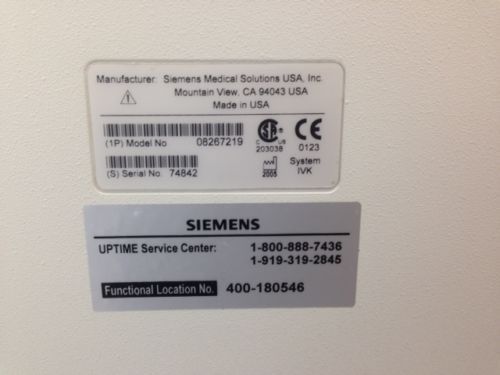 Manufacturer: Siemens Medical Solutions USA, Inc.
Mountain View, CA 94043 USA
Made in USA
(1P) Model No 08267219
C US
203038
0123
(S) Serial No. 74842
2005
System
IVK
SIEMENS
UPTIME Service Center: 1-800-888-7436
1-919-319-2845
Functional Location No. 400-180546